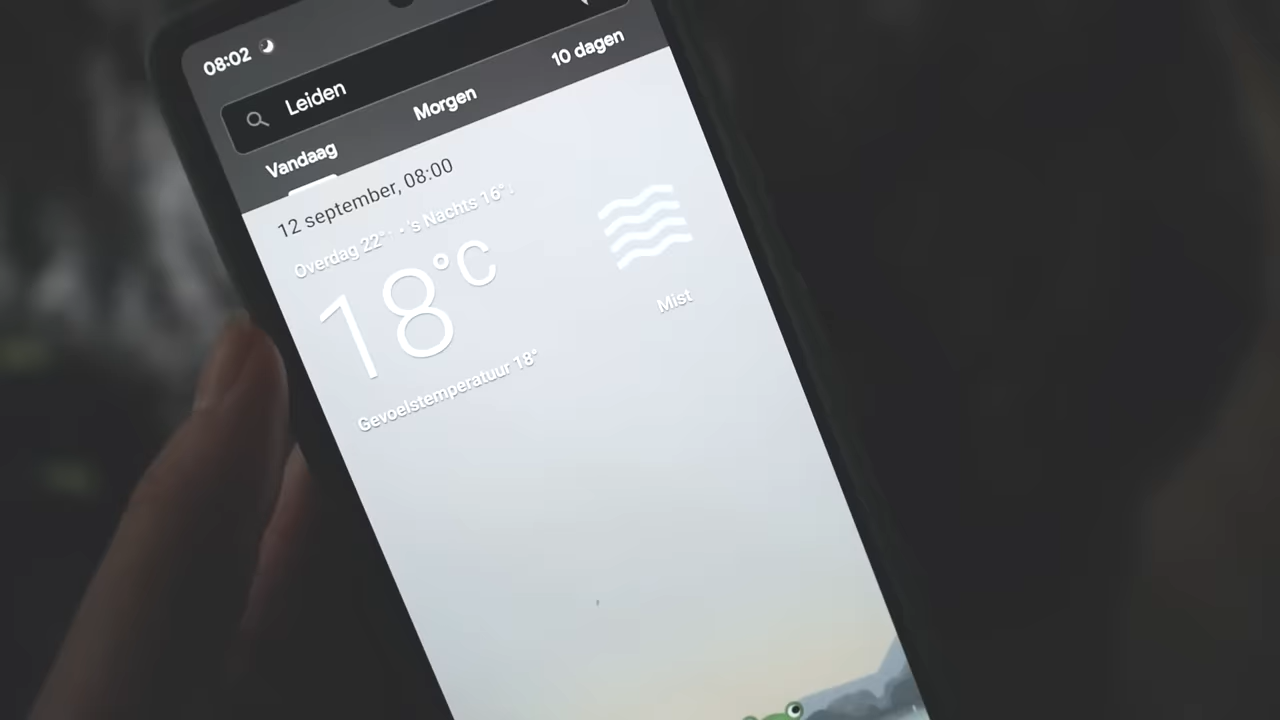 08:02
Leiden
Vandaag Morgen 10 dagen
12 september, 08:00
Overdag 22°↑ · 's Nachts 16°↓
18°C
Mist
Gevoelstemperatuur 18°